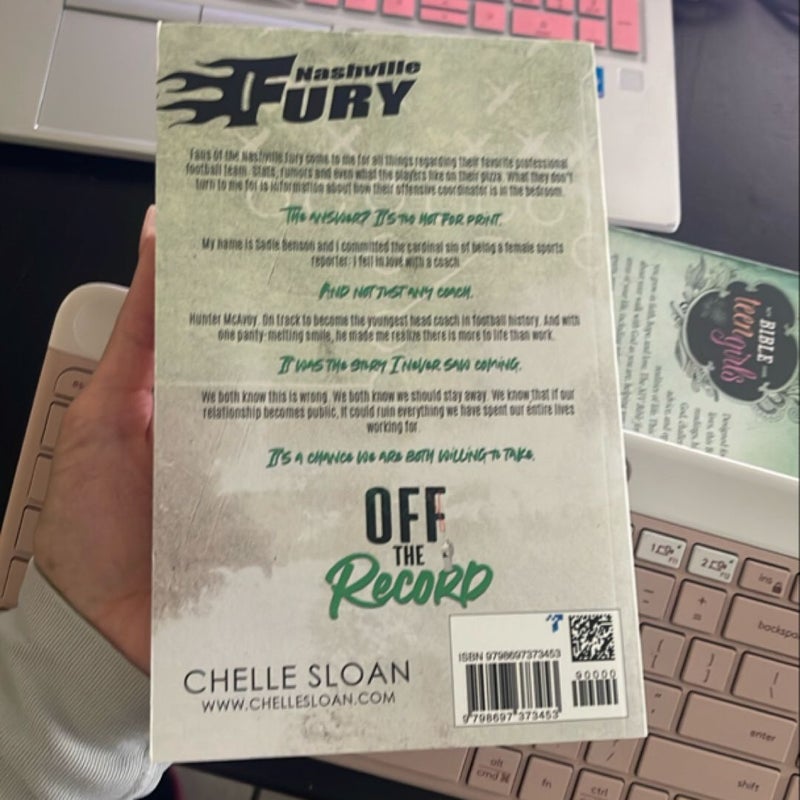 Nashville
FURY
Fans of the Nashville Fury come to me for all things regarding their favorite professional
football team. Stats, rumors and even what the players like on their pizza. What they don't
turn to me for is information about how their offensive coordinator is in the bedroom.
The answer? It's too hot for print.
My name is Sadie Benson and I committed the cardinal sin of being a female sports
reporter: I fell in love with a coach
And not just any coach.
Hunter McAvoy. On track to become the youngest head coach in football history. And with
one panty-melting smile, he made me realize there is more to life than work.
It was the story I never saw coming.
We both know this is wrong. We both know we should stay away. We know that if our
relationship becomes public, it could ruin everything we have spent our entire lives
working for.
It's a chance we are both willing to take.
OFF
THE
RECORD
CHELLE SLOAN
WWW.CHELLESLOAN.COM
ISBN 9798697373453
90000
9 798697 373453
BIBLE
teen girls
enter
shift
alt
cmd ⌘
fn
ctrl
ins
backspa